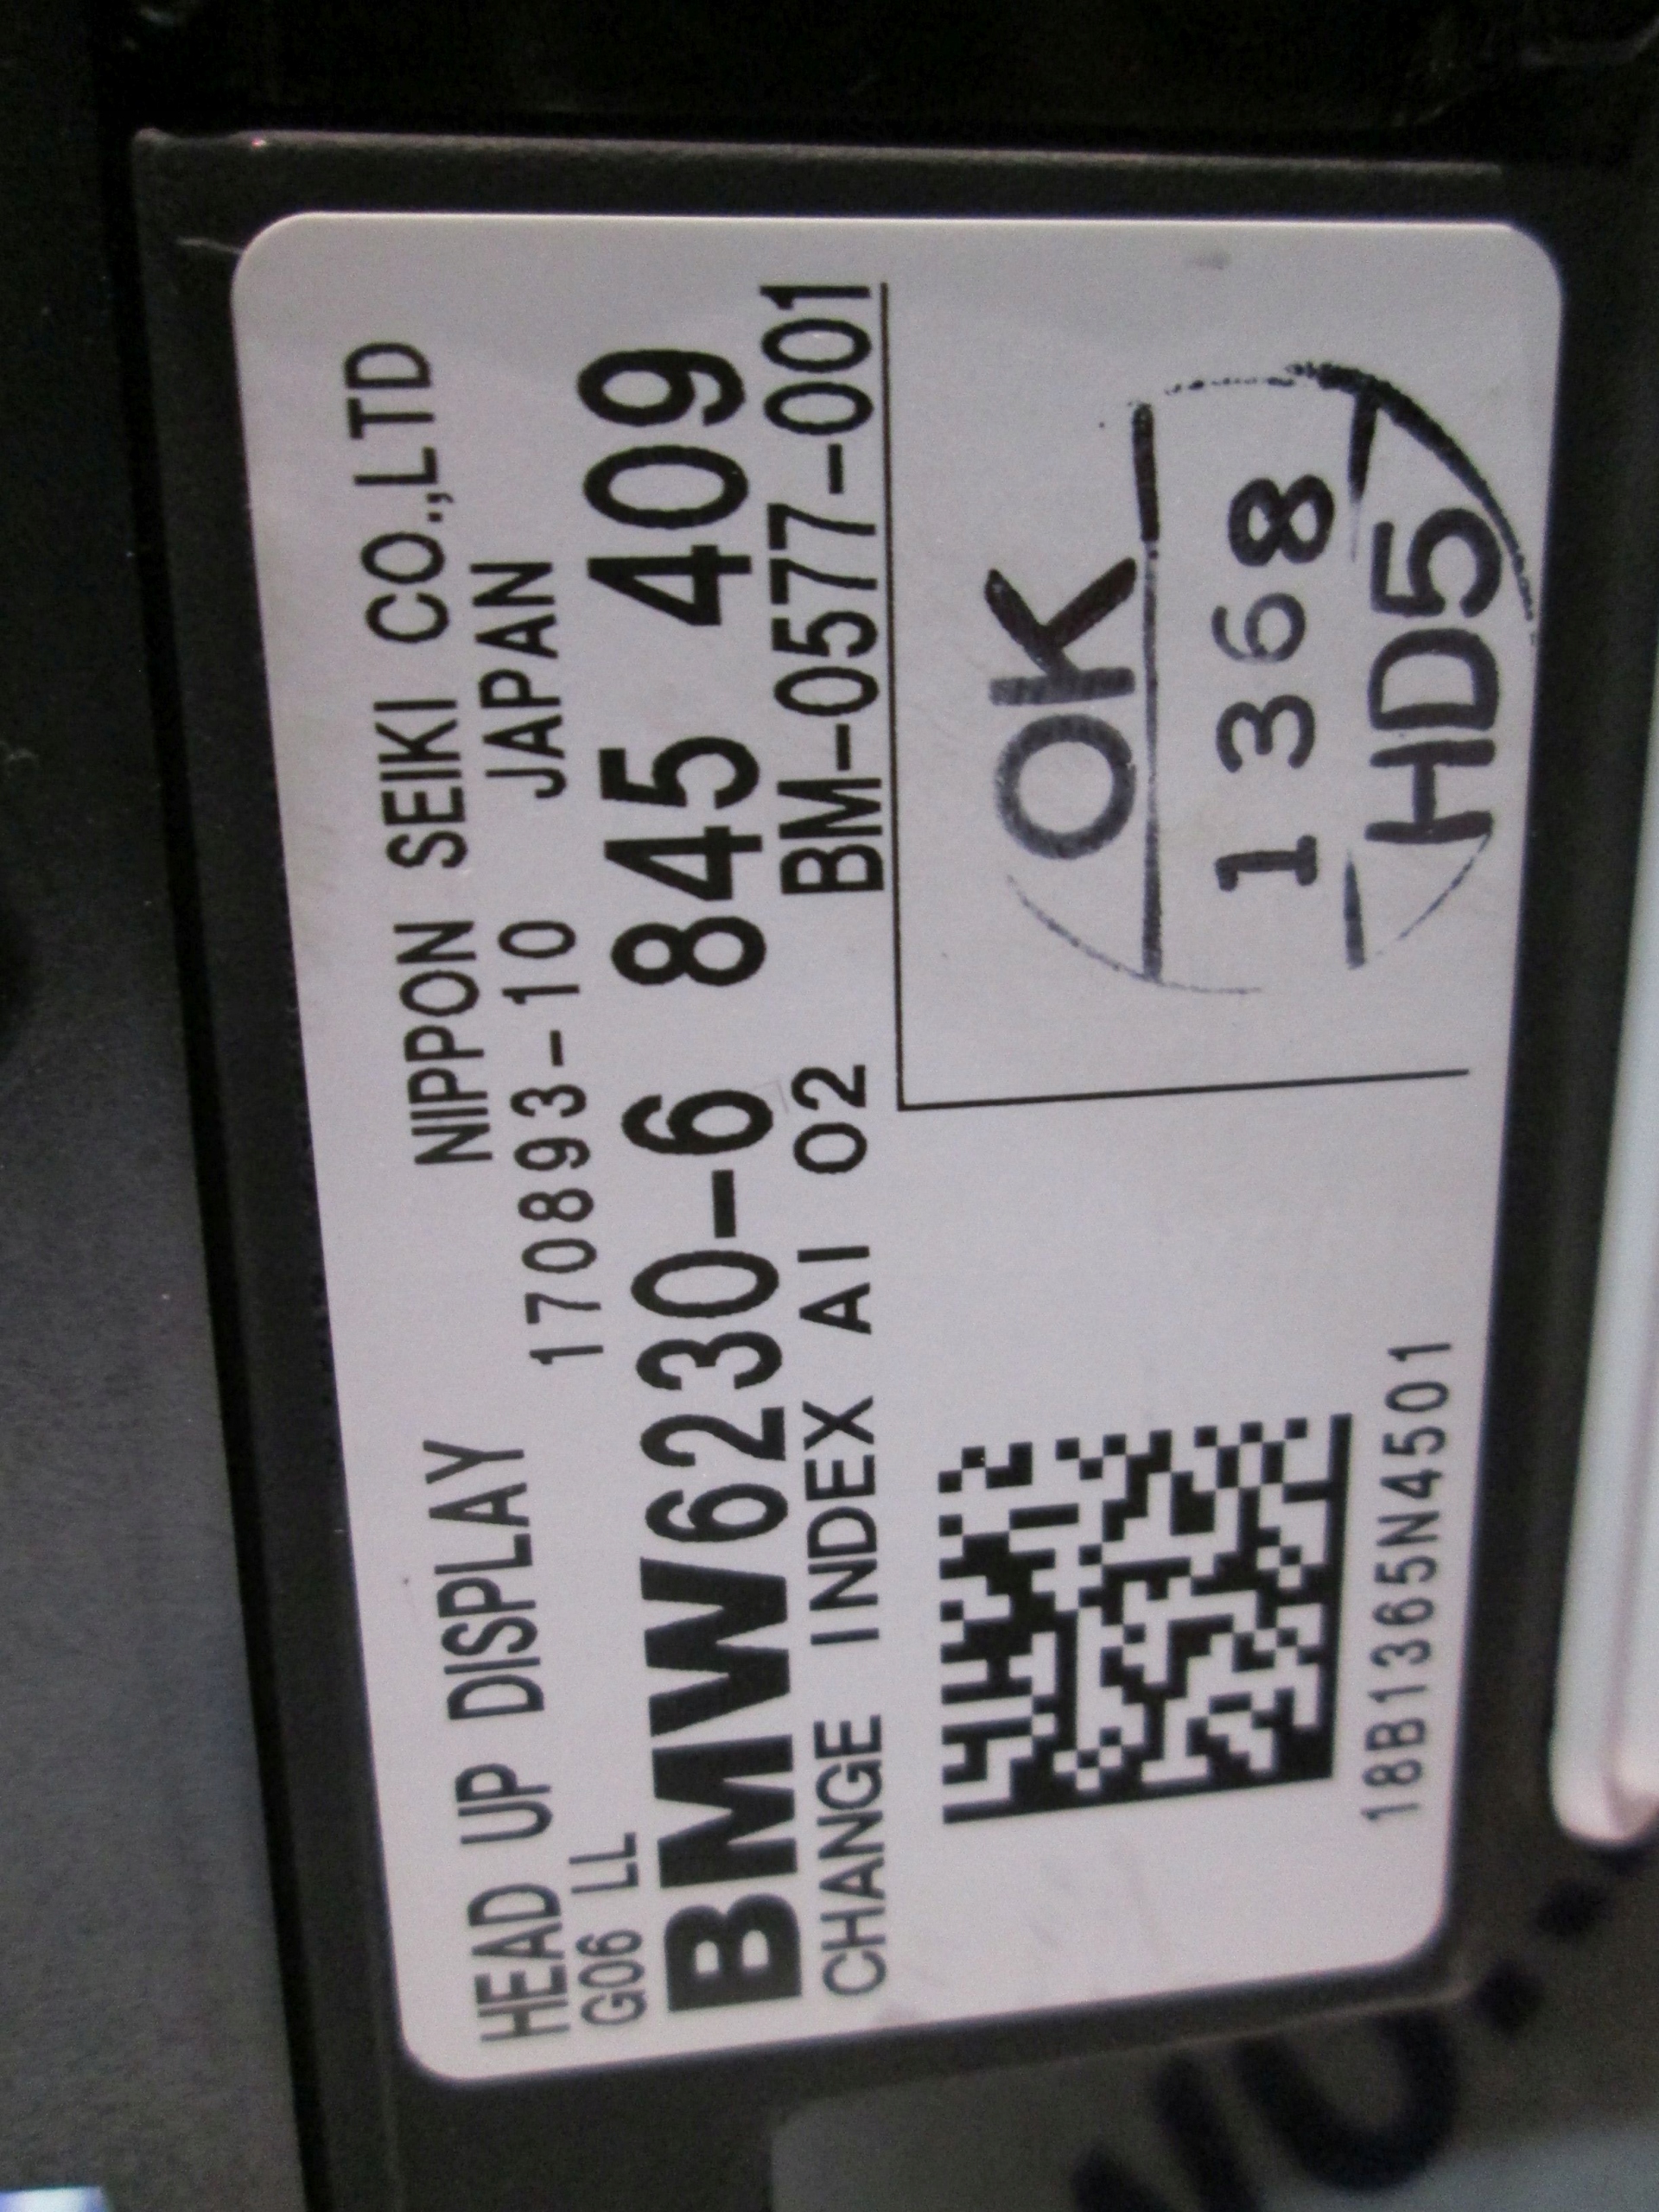 HEAD UP DISPLAY NIPPON SEIKI CO.,LTD
G06 LL 170893-10 JAPAN
BMW6230-6 845 409
CHANGE INDEX AI 02 BM-0577-001
OK
1368
HD5
18B1365N4501